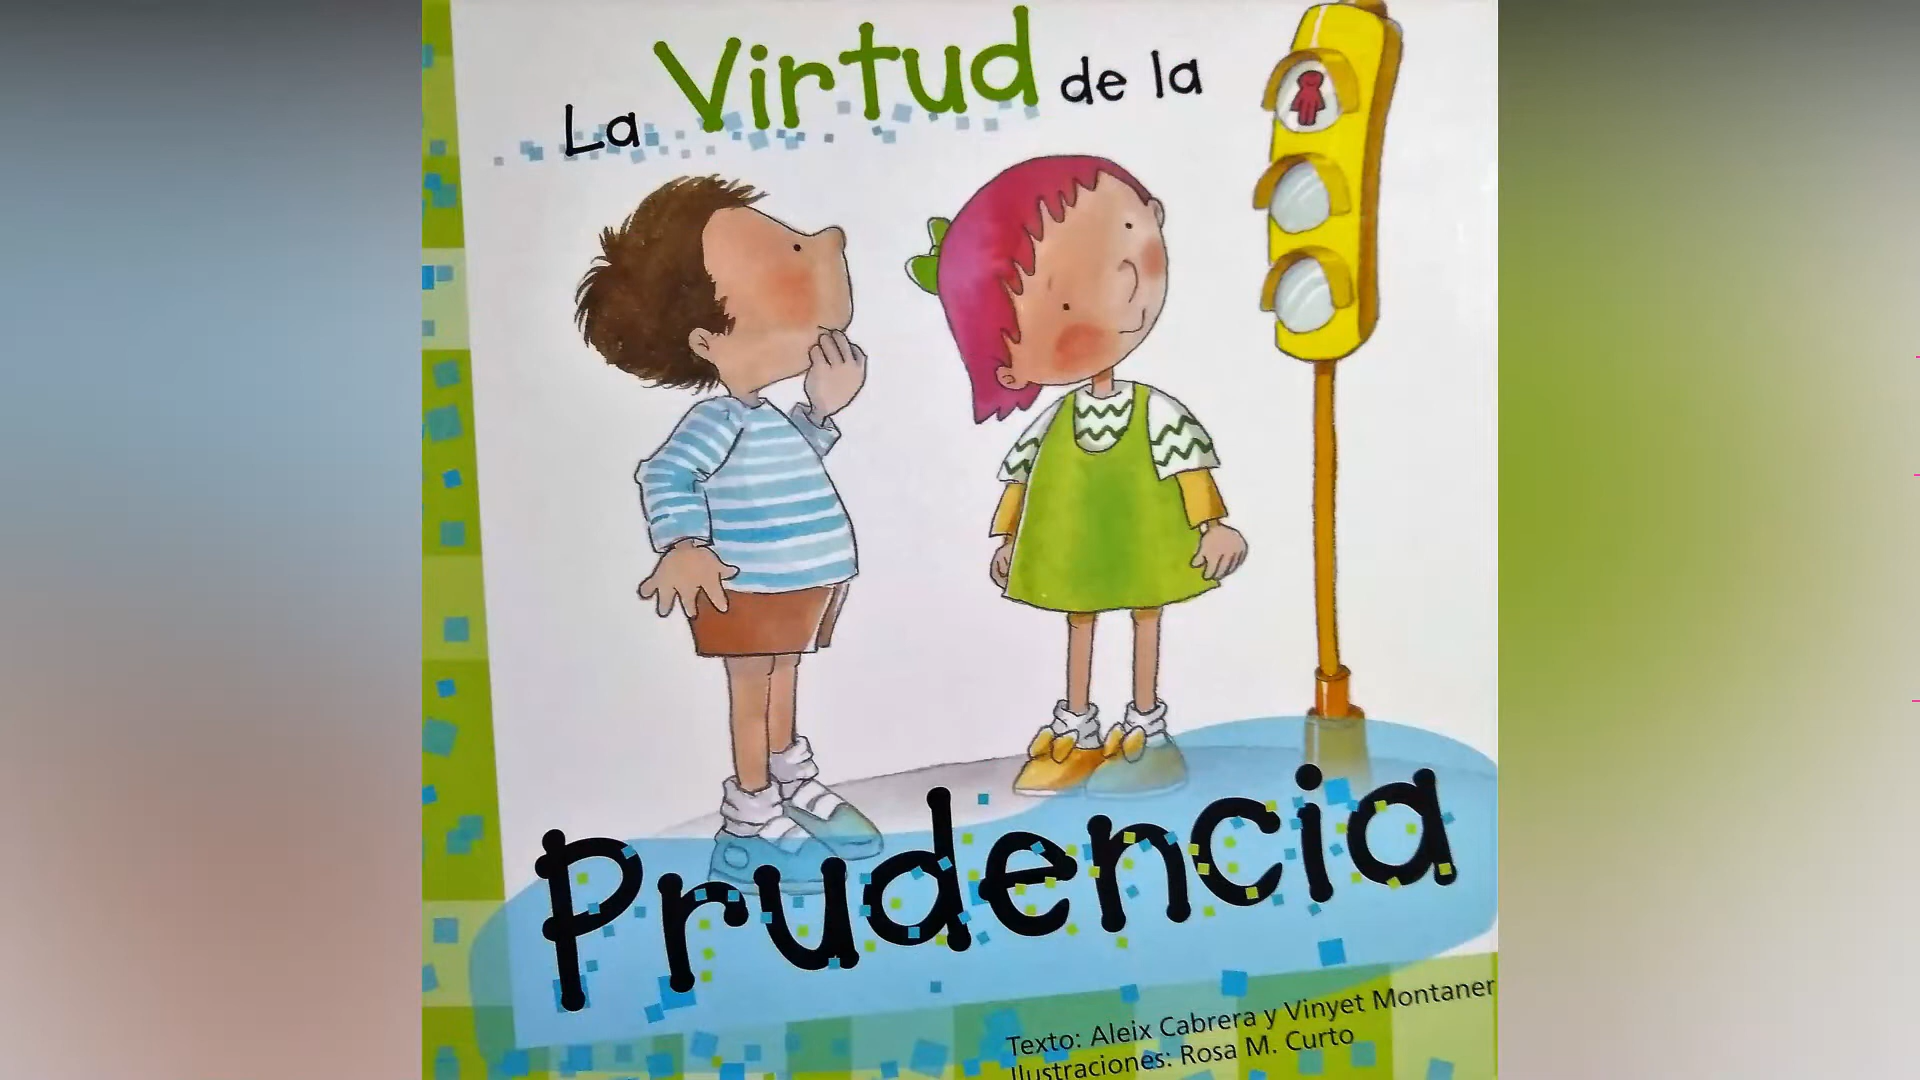 La Virtud de la
Prudencia
Texto: Aleix Cabrera y Vinyet Montaner
Ilustraciones: Rosa M. Curto